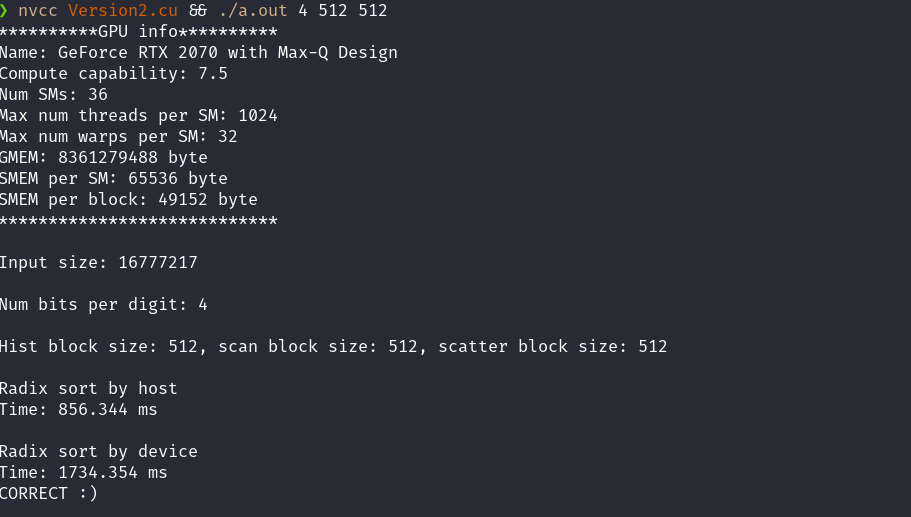 ❯ nvcc Version2.cu && ./a.out 4 512 512
**********GPU info**********
Name: GeForce RTX 2070 with Max-Q Design
Compute capability: 7.5
Num SMs: 36
Max num threads per SM: 1024
Max num warps per SM: 32
GMEM: 8361279488 byte
SMEM per SM: 65536 byte
SMEM per block: 49152 byte
****************************
Input size: 16777217
Num bits per digit: 4
Hist block size: 512, scan block size: 512, scatter block size: 512
Radix sort by host
Time: 856.344 ms
Radix sort by device
Time: 1734.354 ms
CORRECT :)